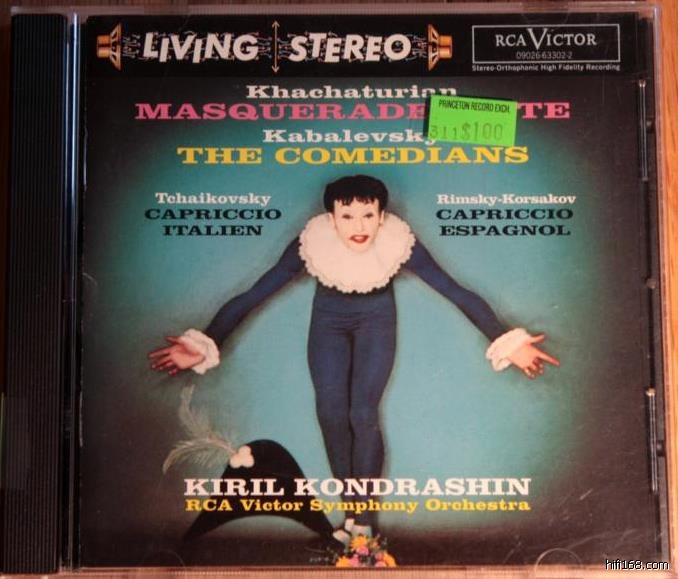 LIVING STEREO
RCA VICTOR
09026-63302-2
Stereo-Orthophonic High Fidelity Recording
Khachaturian
PRINCETON RECORD EXCH.
311 $1.00
Kabalevsky
THE COMEDIANS
Tchaikovsky
CAPRICCIO
ITALIEN
Rimsky-Korsakov
CAPRICCIO
ESPAGNOL
KIRIL KONDRASHIN
RCA Victor Symphony Orchestra
hifi168.com